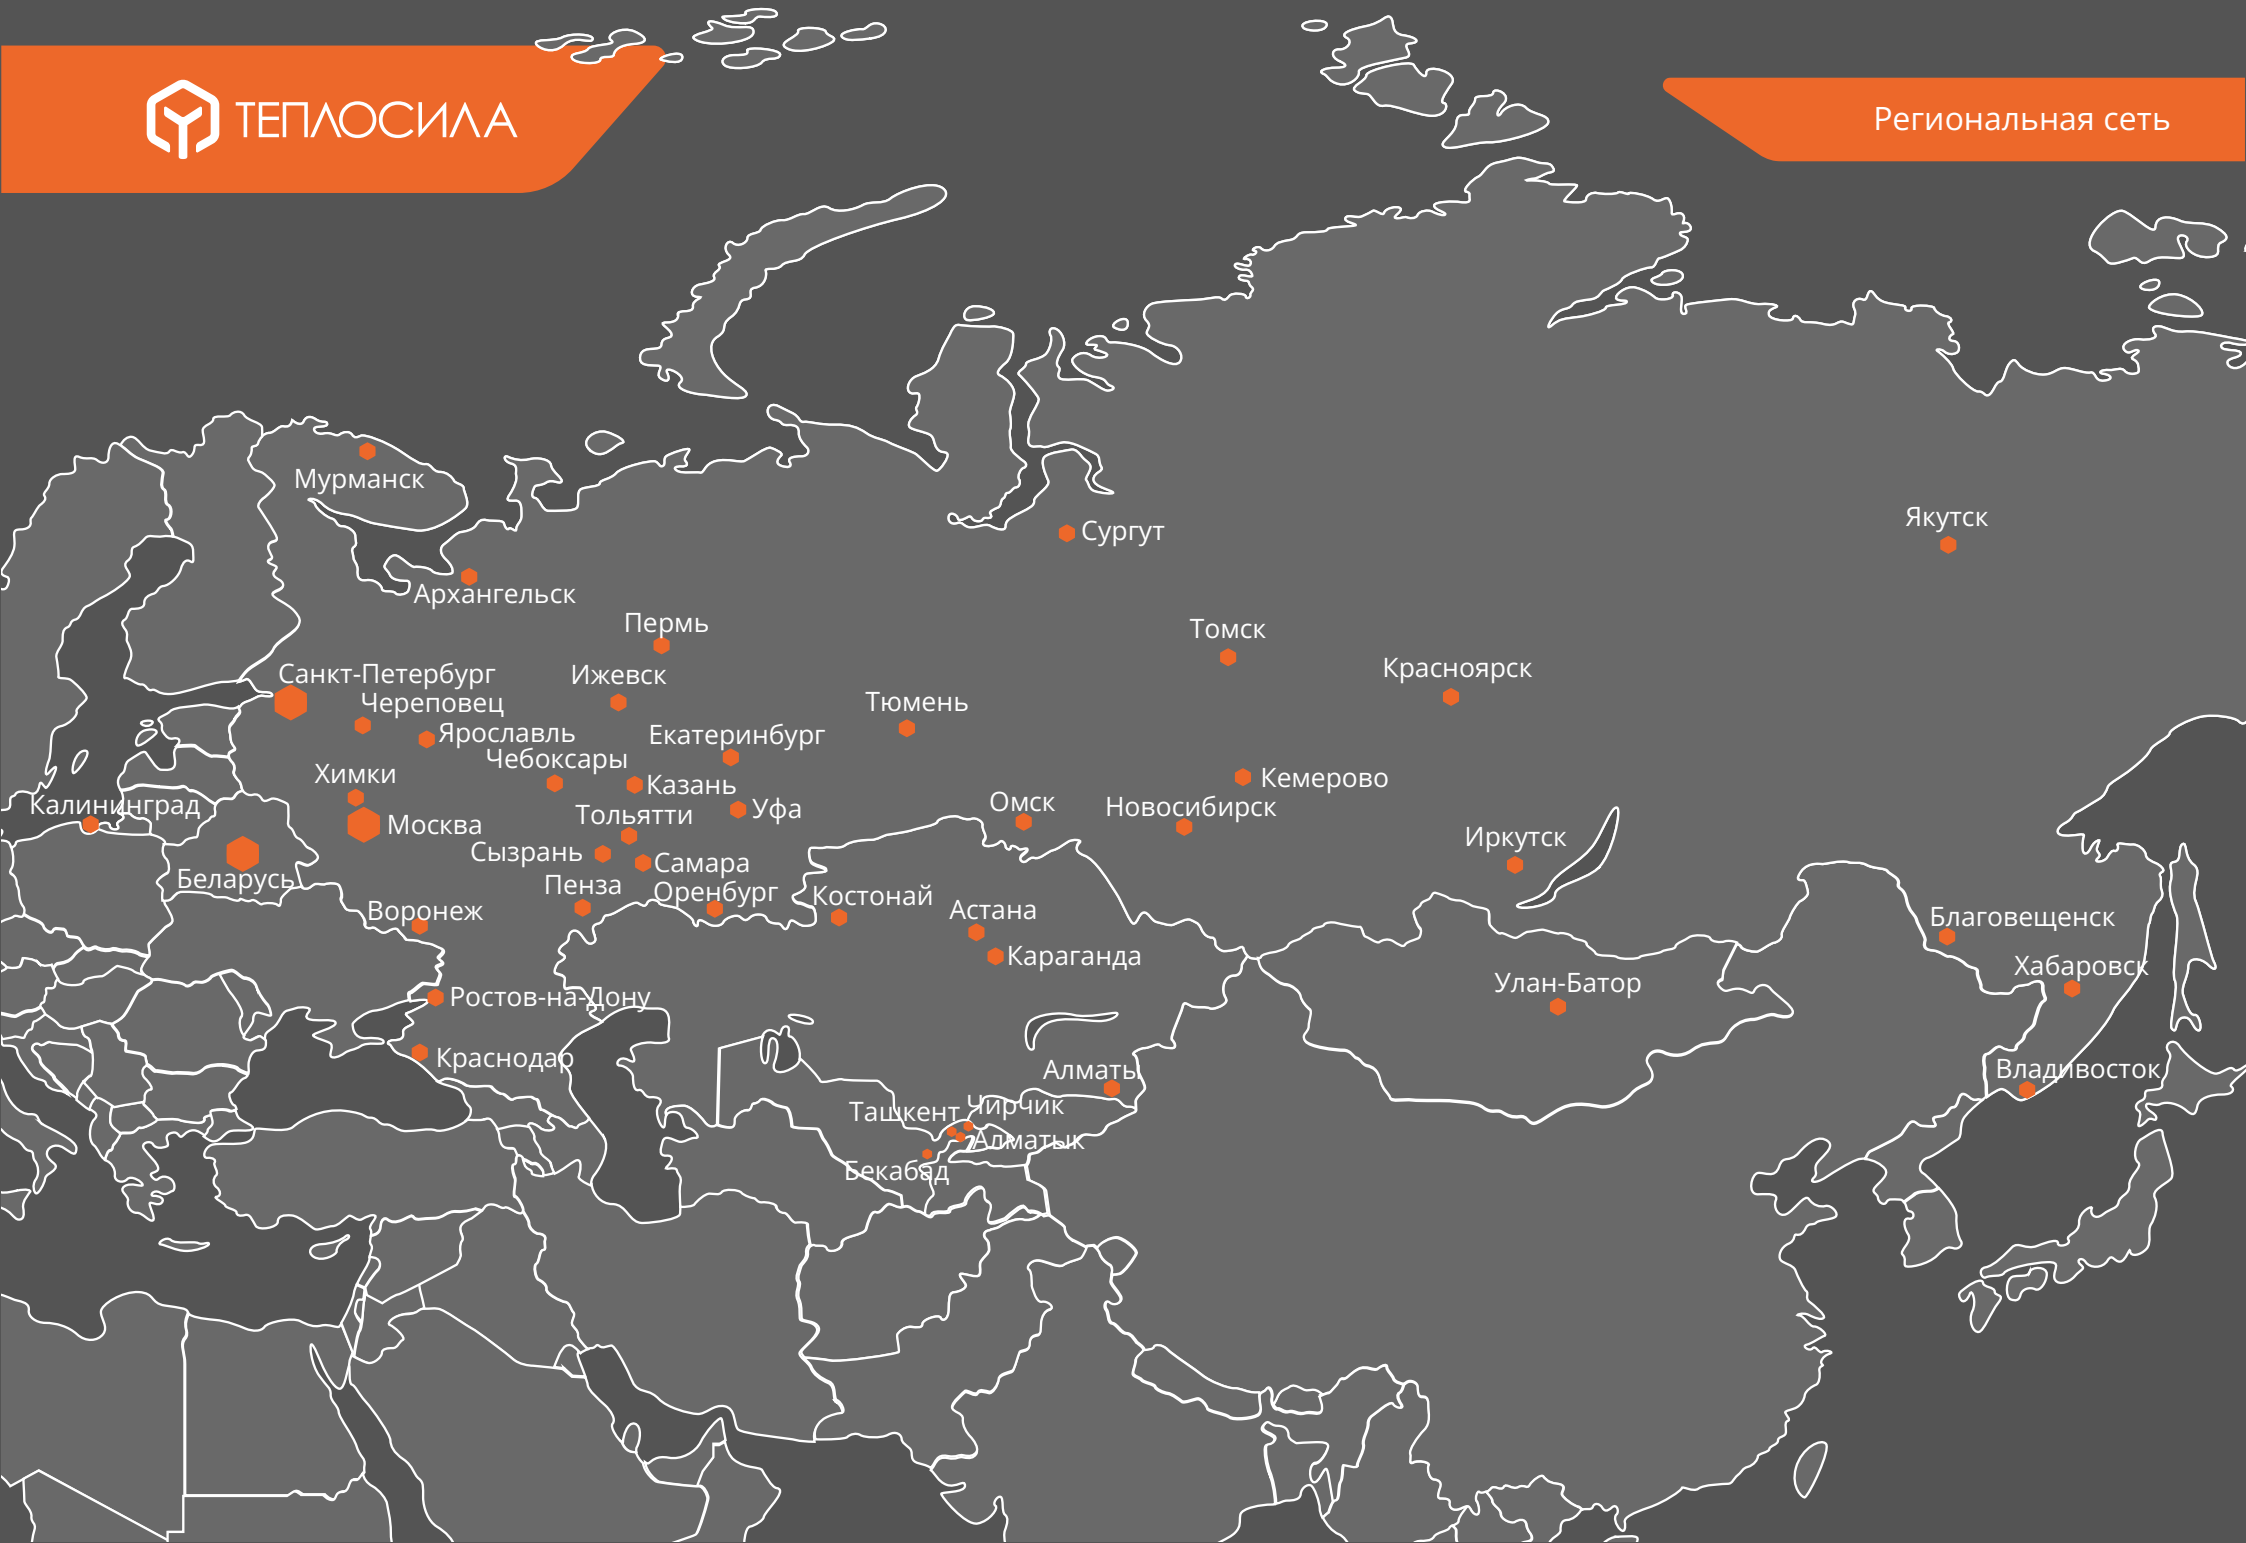 ТЕПЛОСИЛА
Региональная сеть
Мурманск
Якутск
Сургут
Архангельск
Пермь
Томск
Красноярск
Санкт-Петербург
Ижевск
Череповец
Тюмень
Ярославль
Екатеринбург
Чебоксары
Химки
Казань
Кемерово
Калининград
Омск
Новосибирск
Уфа
Тольятти
Москва
Иркутск
Сызрань
Самара
Беларусь
Пенза
Оренбург
Костонай
Воронеж
Астана
Благовещенск
Караганда
Хабаровск
Улан-Батор
Ростов-на-Дону
Краснодар
Алматы
Владивосток
Чирчик
Ташкент
Алматык
Бекабад